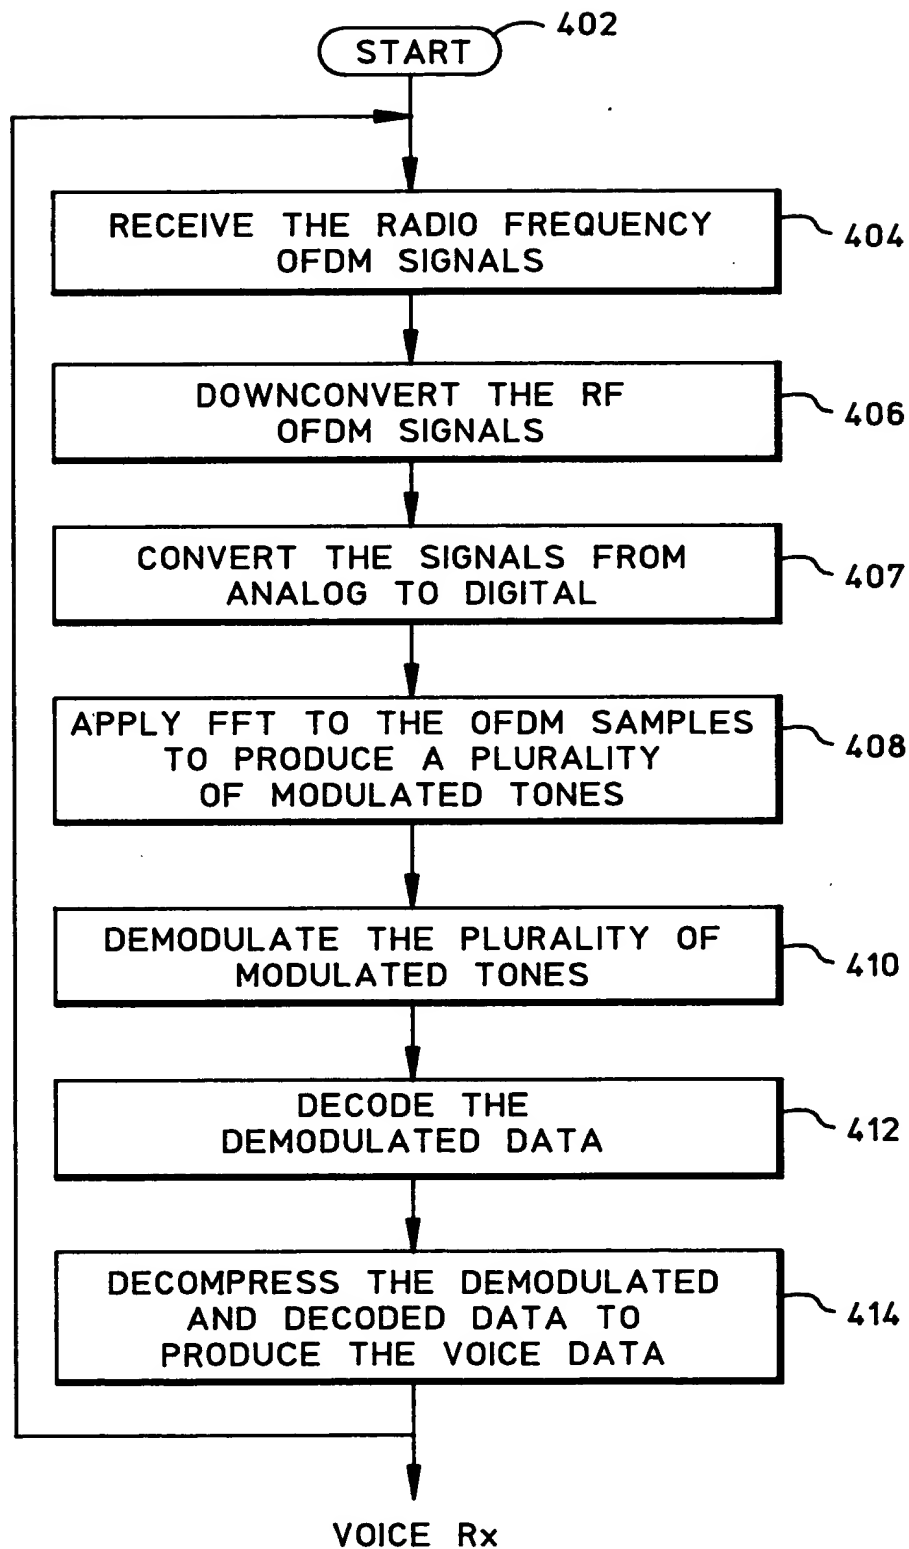 START
402
RECEIVE THE RADIO FREQUENCY
OFDM SIGNALS
404
DOWNCONVERT THE RF
OFDM SIGNALS
406
CONVERT THE SIGNALS FROM
ANALOG TO DIGITAL
407
APPLY FFT TO THE OFDM SAMPLES
TO PRODUCE A PLURALITY
OF MODULATED TONES
408
DEMODULATE THE PLURALITY OF
MODULATED TONES
410
DECODE THE
DEMODULATED DATA
412
DECOMPRESS THE DEMODULATED
AND DECODED DATA TO
PRODUCE THE VOICE DATA
414
VOICE Rx